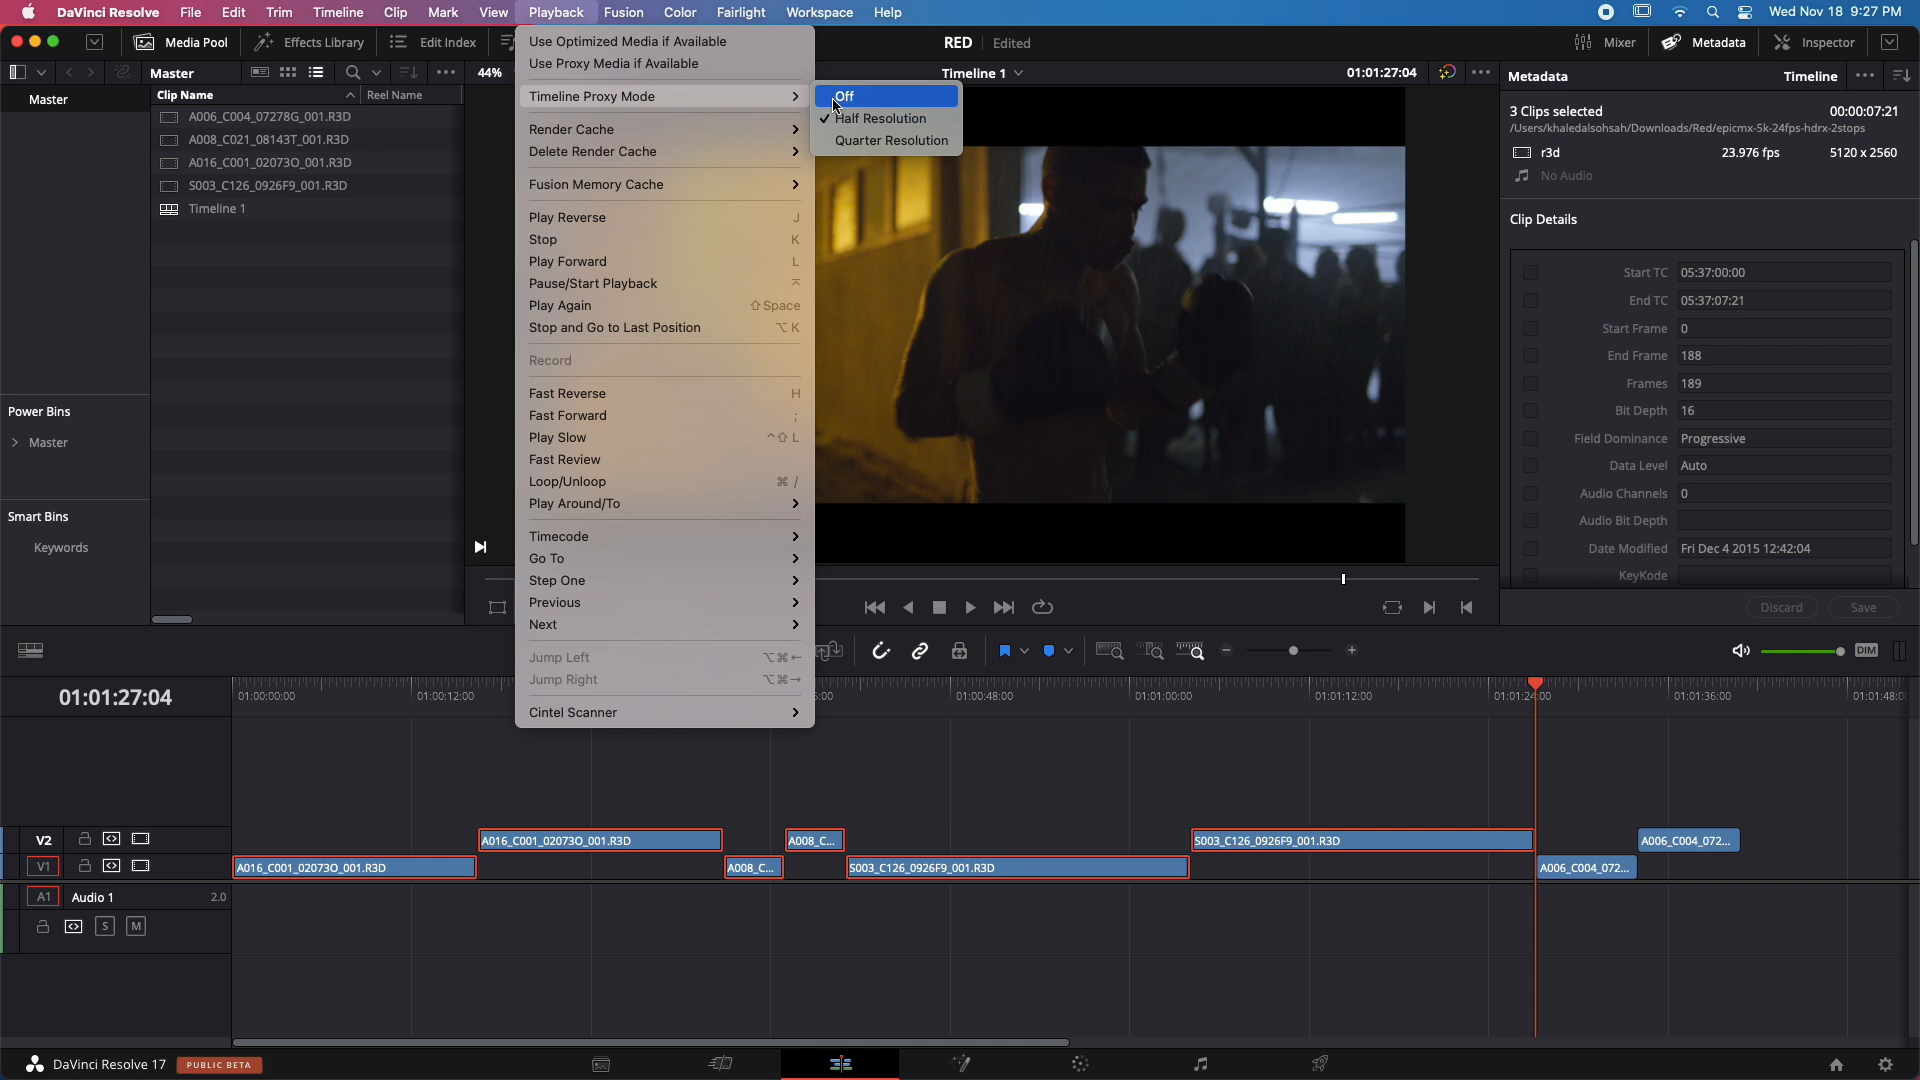 DaVinci Resolve File Edit Trim Timeline Clip Mark View Playback Fusion Color Fairlight Workspace Help Wed Nov 18 9:27 PM
Media Pool Effects Library Edit Index RED Edited Mixer Metadata Inspector
Master 44% Timeline 1 01:01:27:04 Metadata Timeline
Master
Clip Name Reel Name
A006_C004_07278G_001.R3D
A008_C021_08143T_001.R3D
A016_C001_02073O_001.R3D
S003_C126_0926F9_001.R3D
Timeline 1
Power Bins
Master
Smart Bins
Keywords
Use Optimized Media if Available
Use Proxy Media if Available
Timeline Proxy Mode
Render Cache
Delete Render Cache
Fusion Memory Cache
Play Reverse J
Stop K
Play Forward L
Pause/Start Playback
Play Again ⇧Space
Stop and Go to Last Position ⌥K
Record
Fast Reverse H
Fast Forward ;
Play Slow ^⇧L
Fast Review
Loop/Unloop ⌘/
Play Around/To
Timecode
Go To
Step One
Previous
Next
Jump Left ⌥⌘←
Jump Right ⌥⌘→
Cintel Scanner
Off
Half Resolution
Quarter Resolution
3 Clips selected 00:00:07:21
/Users/khaledalsohsah/Downloads/Red/epicmx-5k-24fps-hdrx-2stops
r3d 23.976 fps 5120 x 2560
No Audio
Clip Details
Start TC 05:37:00:00
End TC 05:37:07:21
Start Frame 0
End Frame 188
Frames 189
Bit Depth 16
Field Dominance Progressive
Data Level Auto
Audio Channels 0
Audio Bit Depth
Date Modified Fri Dec 4 2015 12:42:04
KeyKode
Discard Save
DIM
01:01:27:04 01:00:00:00 01:00:12:00 01:00:48:00 01:01:00:00 01:01:12:00 01:01:24:00 01:01:36:00
V2 A016_C001_02073O_001.R3D A008_C... S003_C126_0926F9_001.R3D A006_C004_072...
V1 A016_C001_02073O_001.R3D A008_C... S003_C126_0926F9_001.R3D A006_C004_072...
A1 Audio 1 2.0
S M
DaVinci Resolve 17 PUBLIC BETA